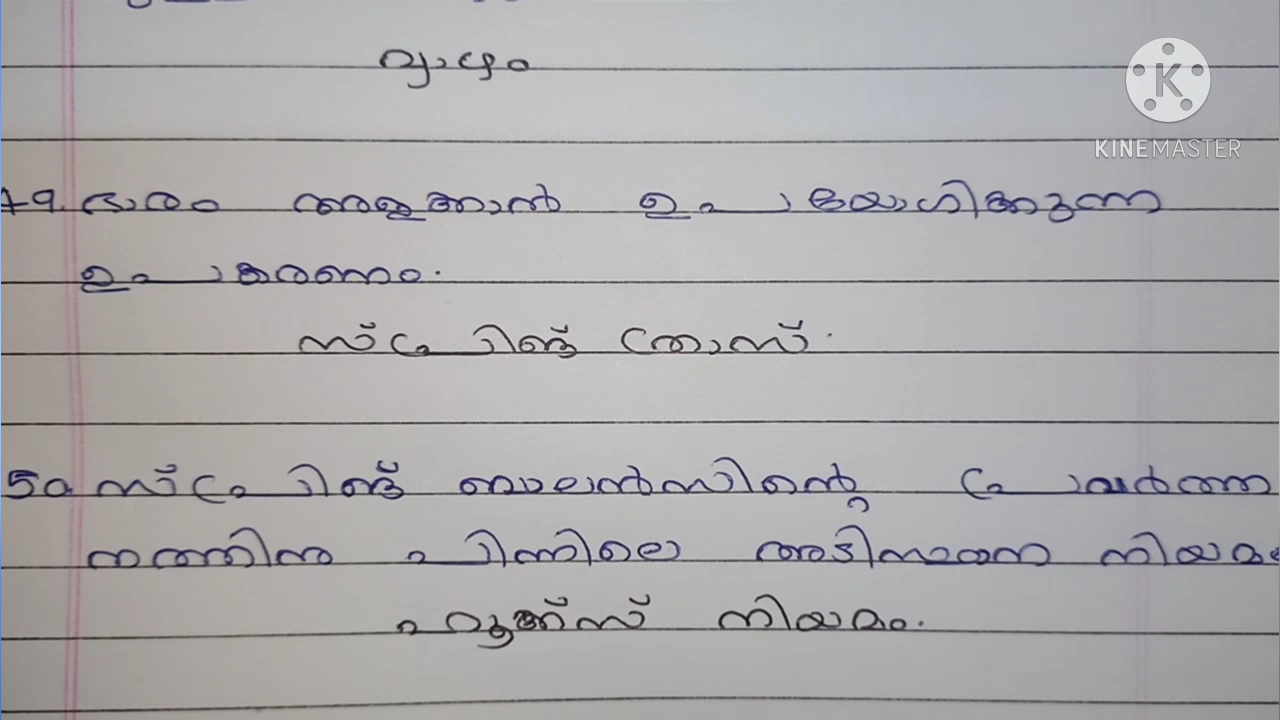 വ്യാഴം
KINEMASTER
49. ഭാരം അളക്കാൻ ഉപയോഗിക്കുന്ന
ഉപകരണം.
സ്പ്രിങ്ങ് ത്രാസ്.
50. സ്പ്രിങ്ങ് ബാലൻസിന്റെ പ്രവർത്ത
നത്തിനു പിന്നിലെ അടിസ്ഥാന നിയമം
ഹൂക്ക്സ് നിയമം.